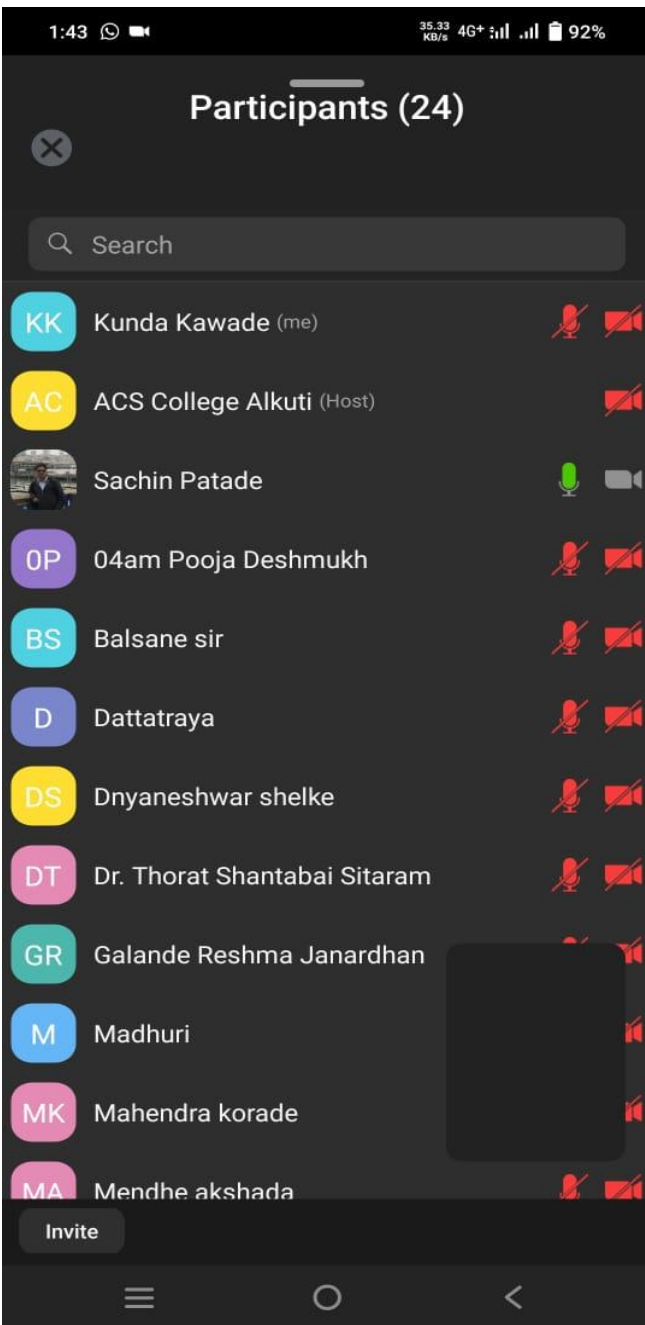 1:43 35.33 KB/s 4G+ 92%
Participants (24)
Search
KK Kunda Kawade (me)
AC ACS College Alkuti (Host)
Sachin Patade
0P 04am Pooja Deshmukh
BS Balsane sir
D Dattatraya
DS Dnyaneshwar shelke
DT Dr. Thorat Shantabai Sitaram
GR Galande Reshma Janardhan
M Madhuri
MK Mahendra korade
MA Mendhe akshada
Invite